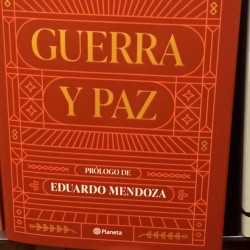 GUERRA
Y PAZ
PRÓLOGO DE
EDUARDO MENDOZA
Planeta